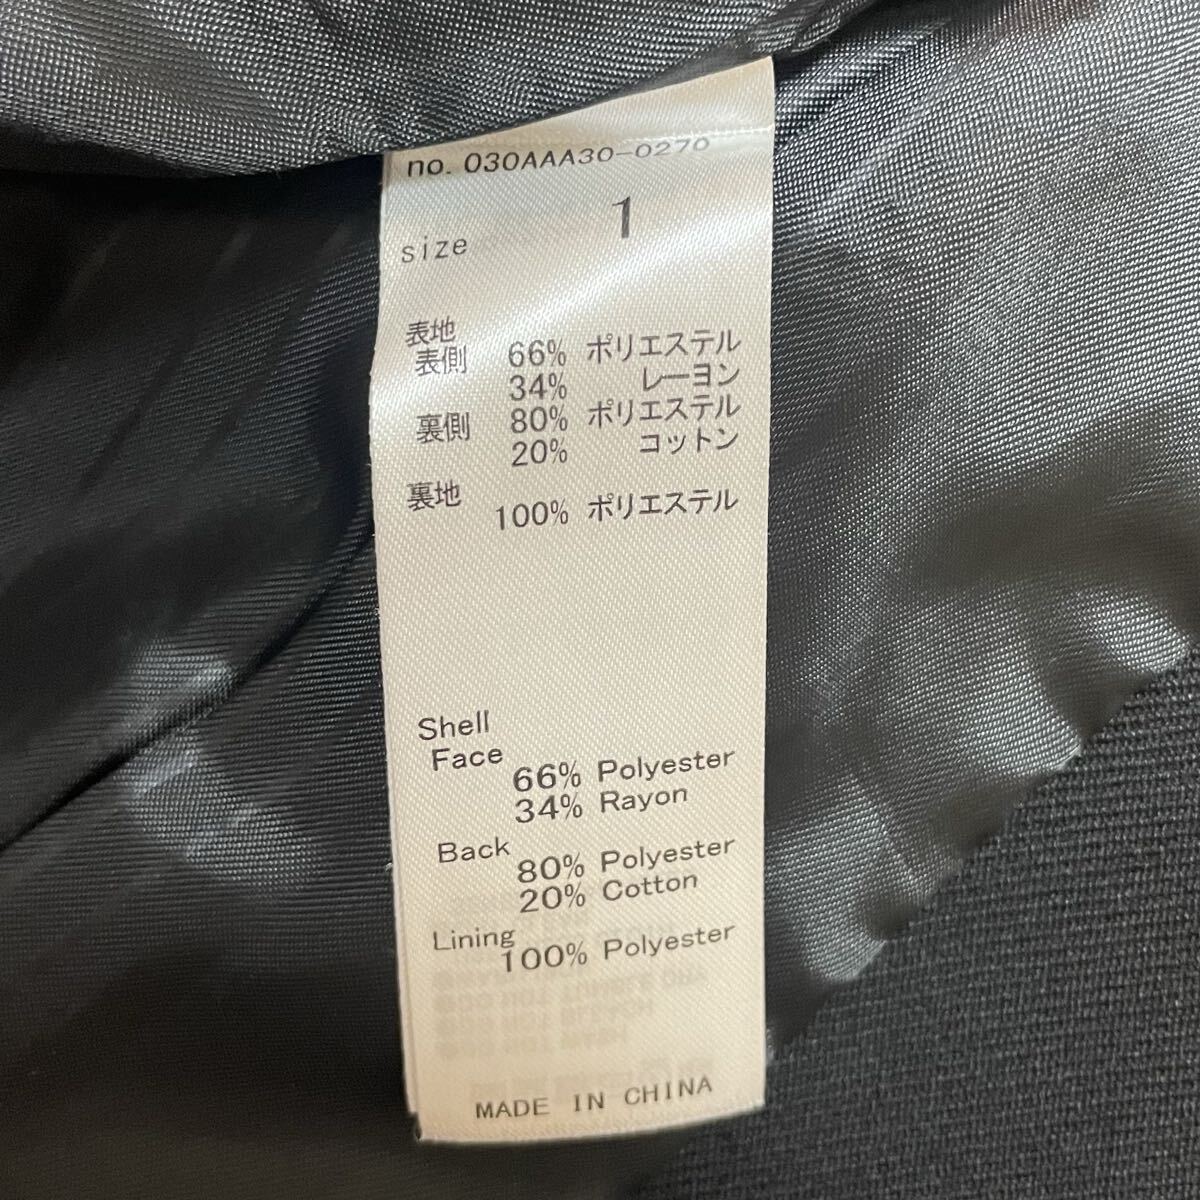 no. 030AAA30-0270
size 1
表地
表側 66% ポリエステル
34% レーヨン
裏側 80% ポリエステル
20% コットン
裏地
100% ポリエステル
Shell
Face
66% Polyester
34% Rayon
Back
80% Polyester
20% Cotton
Lining
100% Polyester
MADE IN CHINA